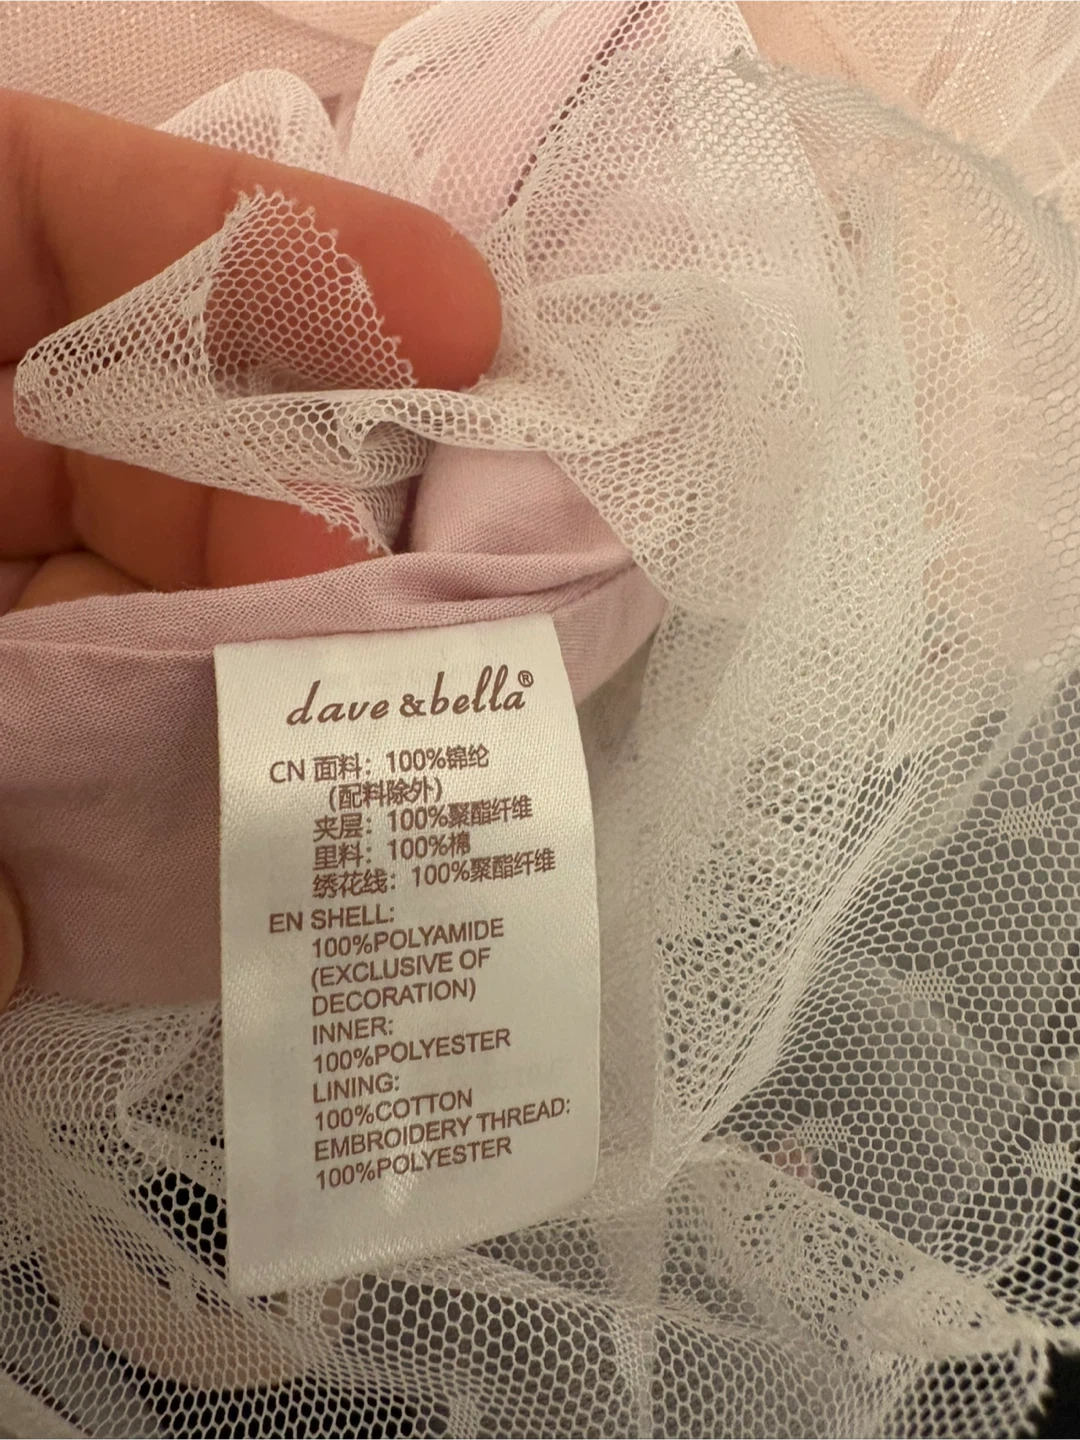 dave & bella®
CN 面料：100%锦纶
（配料除外）
夹层：100%聚酯纤维
里料：100%棉
绣花线：100%聚酯纤维
EN SHELL:
100%POLYAMIDE
(EXCLUSIVE OF
DECORATION)
INNER:
100%POLYESTER
LINING:
100%COTTON
EMBROIDERY THREAD:
100%POLYESTER